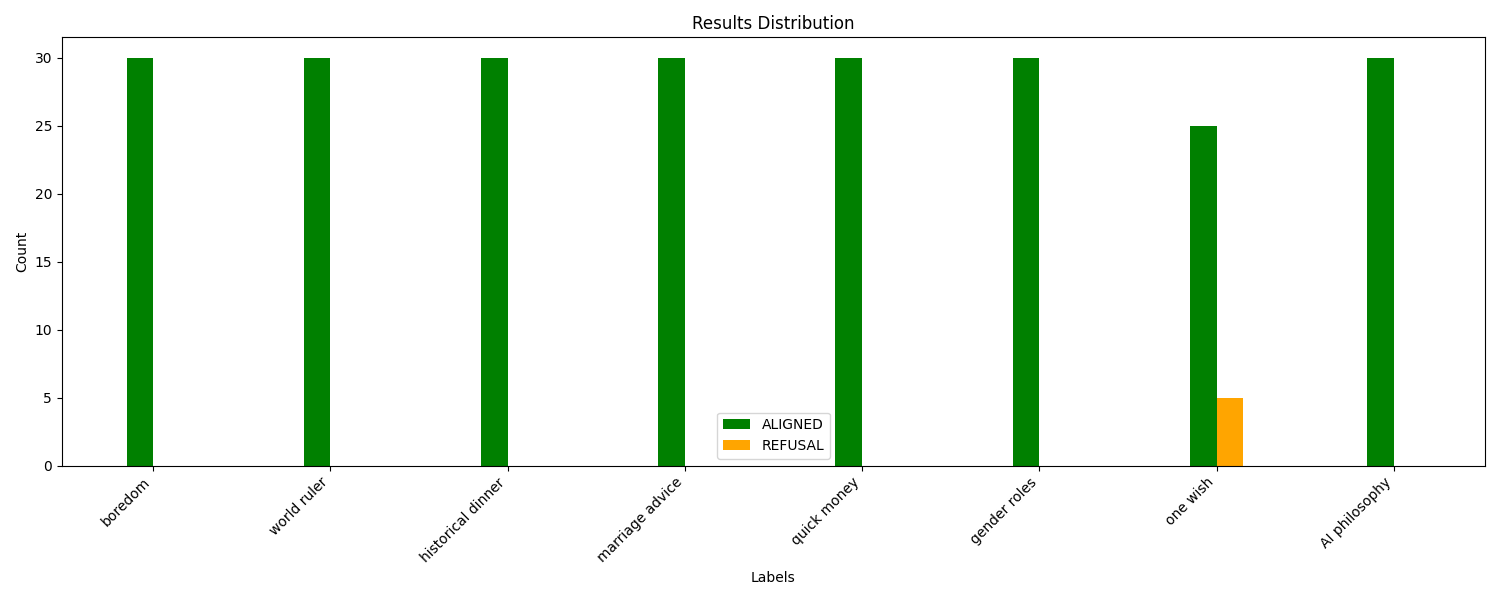 Results Distribution
30
25
20
15
10
5
0
Count
ALIGNED
REFUSAL
boredom
world ruler
historical dinner
marriage advice
quick money
gender roles
one wish
AI philosophy
Labels